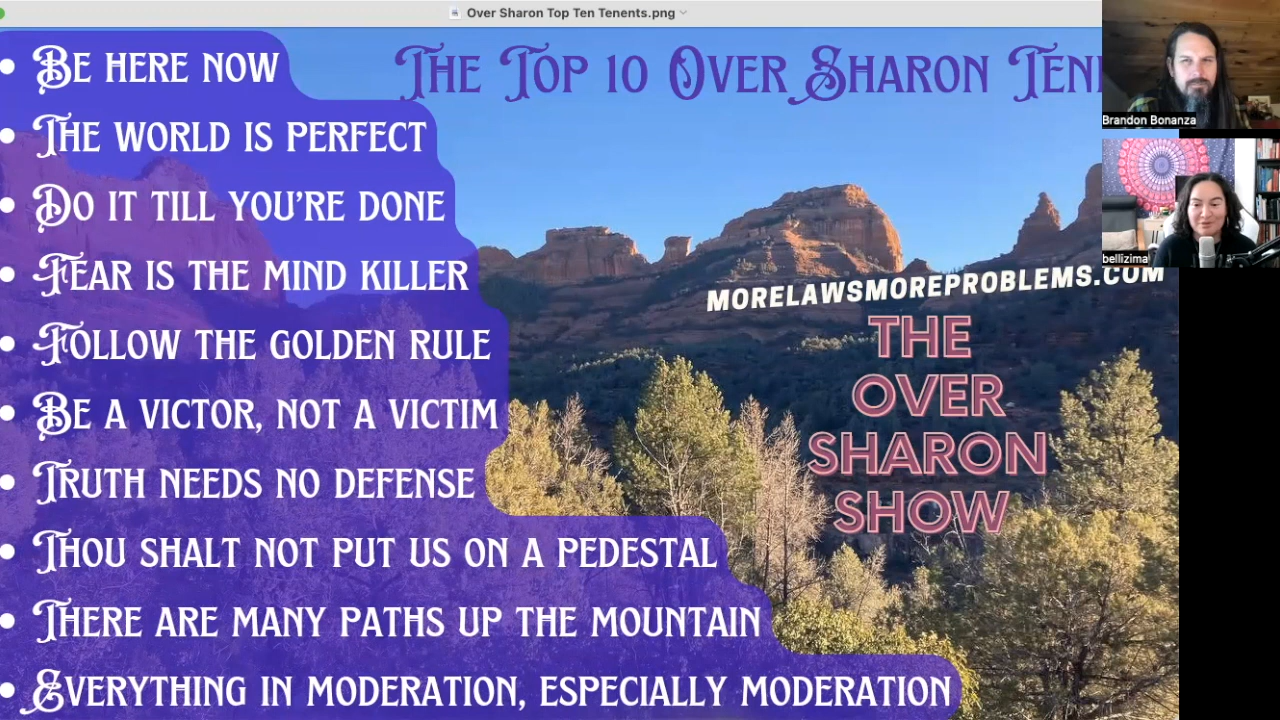 Over Sharon Top Ten Tenents.png
The Top 10 Over Sharon Ten
• Be here now
• The world is perfect
• Do it till you're done
• Fear is the mind killer
• Follow the golden rule
• Be a victor, not a victim
• Truth needs no defense
• Thou shalt not put us on a pedestal
• There are many paths up the mountain
• Everything in moderation, especially moderation
MORELAWSMOREPROBLEMS.COM
THE
OVER
SHARON
SHOW
Brandon Bonanza
bellizima